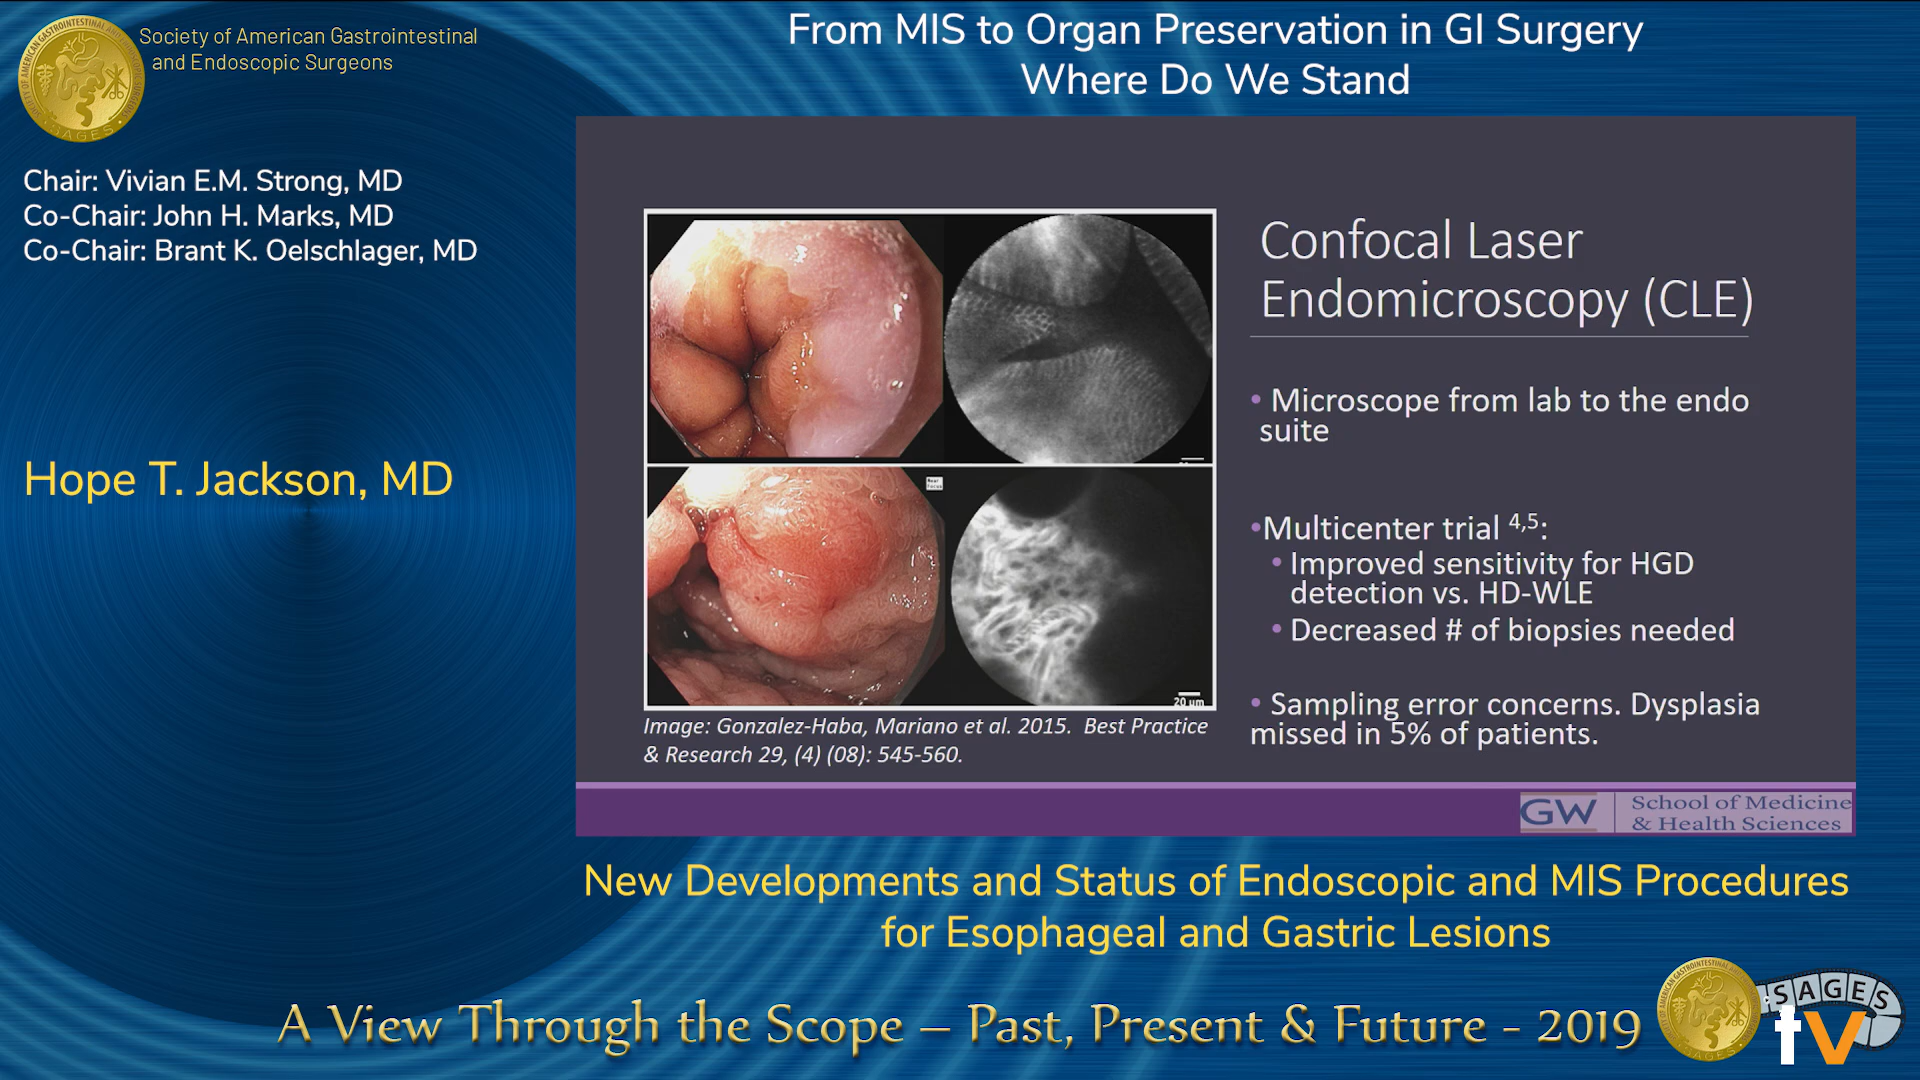 Society of American Gastrointestinal
and Endoscopic Surgeons
From MIS to Organ Preservation in GI Surgery
Where Do We Stand
Chair: Vivian E.M. Strong, MD
Co-Chair: John H. Marks, MD
Co-Chair: Brant K. Oelschlager, MD
Hope T. Jackson, MD
Confocal Laser
Endomicroscopy (CLE)
• Microscope from lab to the endo
suite
•Multicenter trial 4,5:
• Improved sensitivity for HGD
detection vs. HD-WLE
• Decreased # of biopsies needed
• Sampling error concerns. Dysplasia
missed in 5% of patients.
20 µm
Image: Gonzalez-Haba, Mariano et al. 2015. Best Practice
& Research 29, (4) (08): 545-560.
GW School of Medicine
& Health Sciences
New Developments and Status of Endoscopic and MIS Procedures
for Esophageal and Gastric Lesions
A View Through the Scope – Past, Present & Future - 2019
SAGES
tv